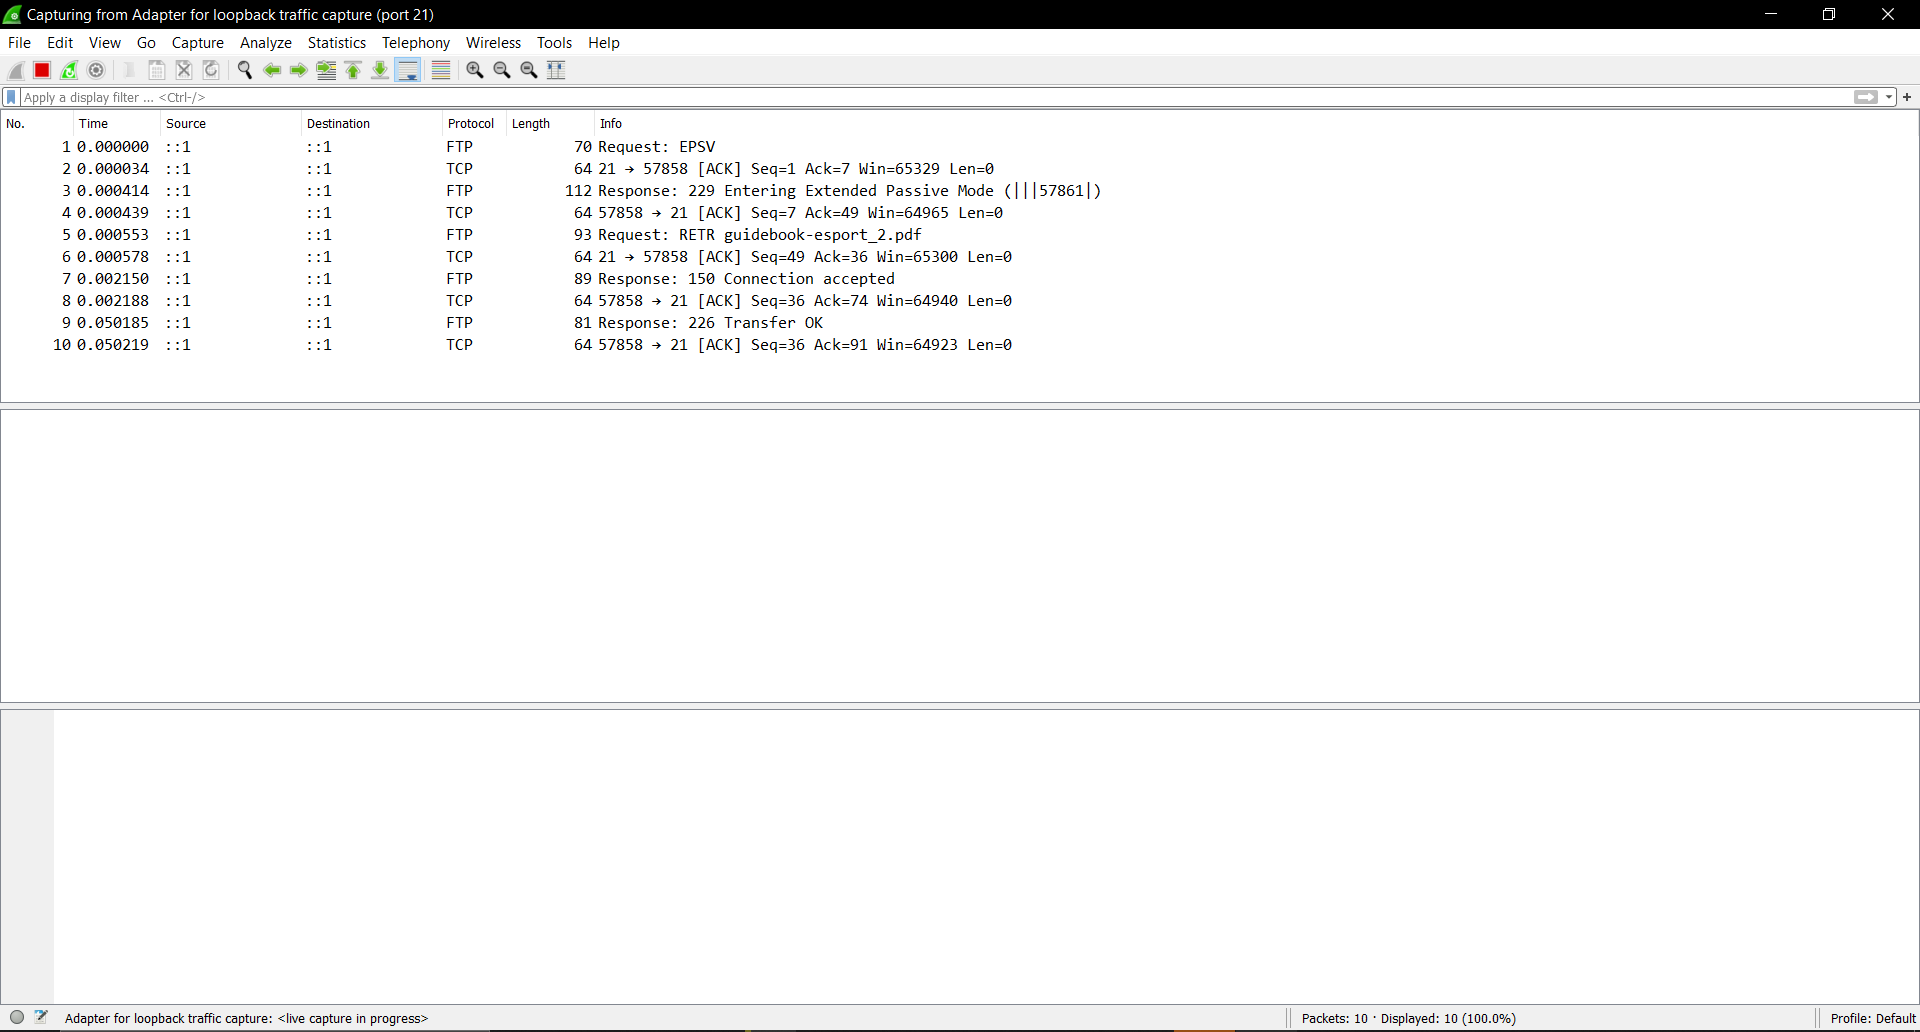 Capturing from Adapter for loopback traffic capture (port 21)
File Edit View Go Capture Analyze Statistics Telephony Wireless Tools Help
Apply a display filter ... <Ctrl-/>
No. Time Source Destination Protocol Length Info
1 0.000000 ::1 ::1 FTP 70 Request: EPSV
2 0.000034 ::1 ::1 TCP 64 21 → 57858 [ACK] Seq=1 Ack=7 Win=65329 Len=0
3 0.000414 ::1 ::1 FTP 112 Response: 229 Entering Extended Passive Mode (|||57861|)
4 0.000439 ::1 ::1 TCP 64 57858 → 21 [ACK] Seq=7 Ack=49 Win=64965 Len=0
5 0.000553 ::1 ::1 FTP 93 Request: RETR guidebook-esport_2.pdf
6 0.000578 ::1 ::1 TCP 64 21 → 57858 [ACK] Seq=49 Ack=36 Win=65300 Len=0
7 0.002150 ::1 ::1 FTP 89 Response: 150 Connection accepted
8 0.002188 ::1 ::1 TCP 64 57858 → 21 [ACK] Seq=36 Ack=74 Win=64940 Len=0
9 0.050185 ::1 ::1 FTP 81 Response: 226 Transfer OK
10 0.050219 ::1 ::1 TCP 64 57858 → 21 [ACK] Seq=36 Ack=91 Win=64923 Len=0
Adapter for loopback traffic capture: <live capture in progress> Packets: 10 · Displayed: 10 (100.0%) Profile: Default